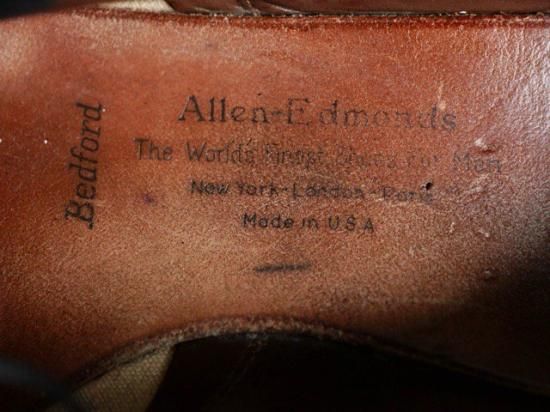 Bedford
Allen-Edmonds
The Worlds Finest Shoes For Men
New York-London-Paris
Made in U.S.A